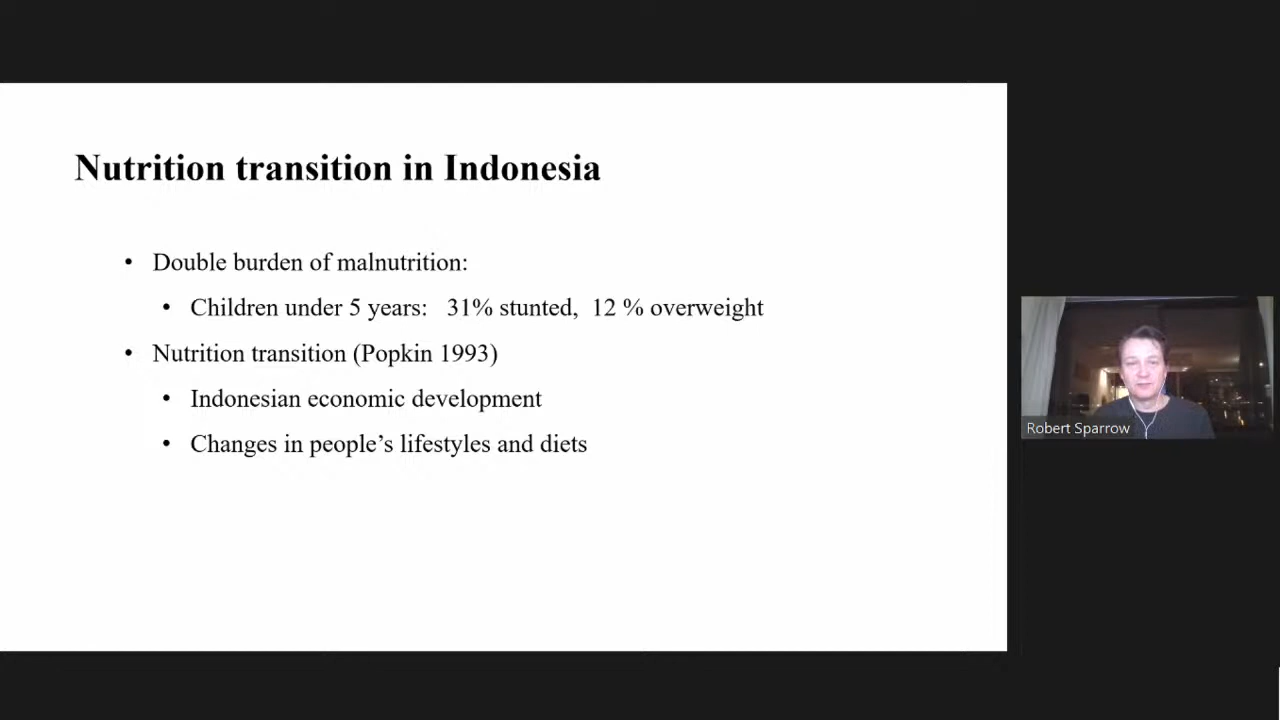 Nutrition transition in Indonesia
• Double burden of malnutrition:
• Children under 5 years: 31% stunted, 12 % overweight
• Nutrition transition (Popkin 1993)
• Indonesian economic development
• Changes in people’s lifestyles and diets
Robert Sparrow